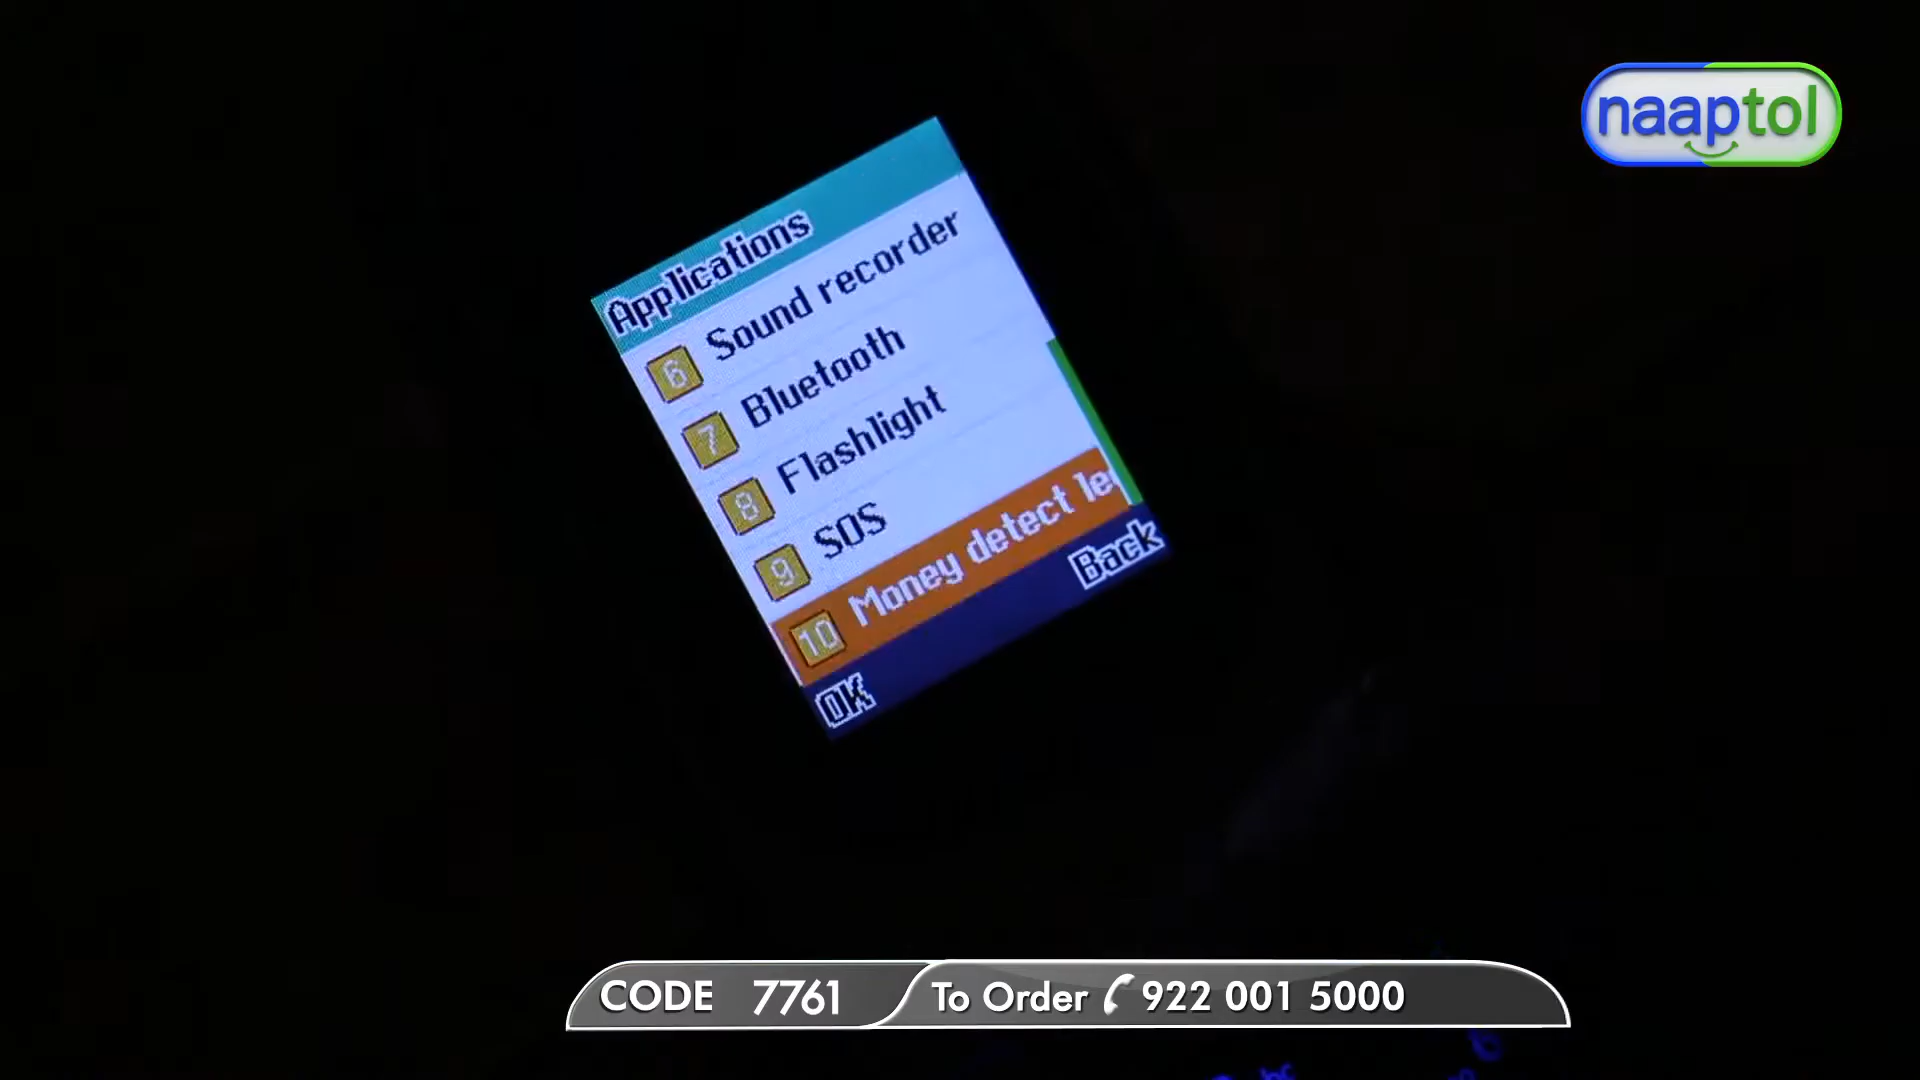 naaptol
Applications
6 Sound recorder
7 Bluetooth
8 Flashlight
9 SOS
10 Money detect le
OK Back
CODE 7761 To Order 922 001 5000